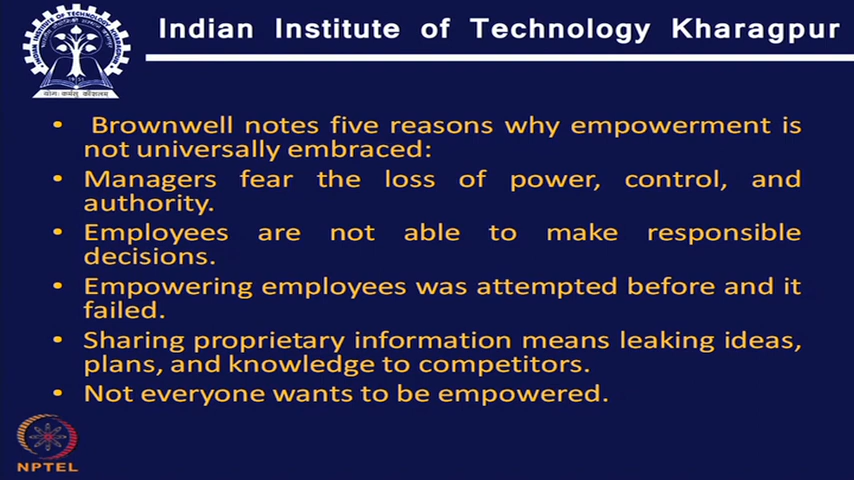 Indian Institute of Technology Kharagpur
• Brownwell notes five reasons why empowerment is
not universally embraced:
• Managers fear the loss of power, control, and
authority.
• Employees are not able to make responsible
decisions.
• Empowering employees was attempted before and it
failed.
• Sharing proprietary information means leaking ideas,
plans, and knowledge to competitors.
• Not everyone wants to be empowered.
NPTEL